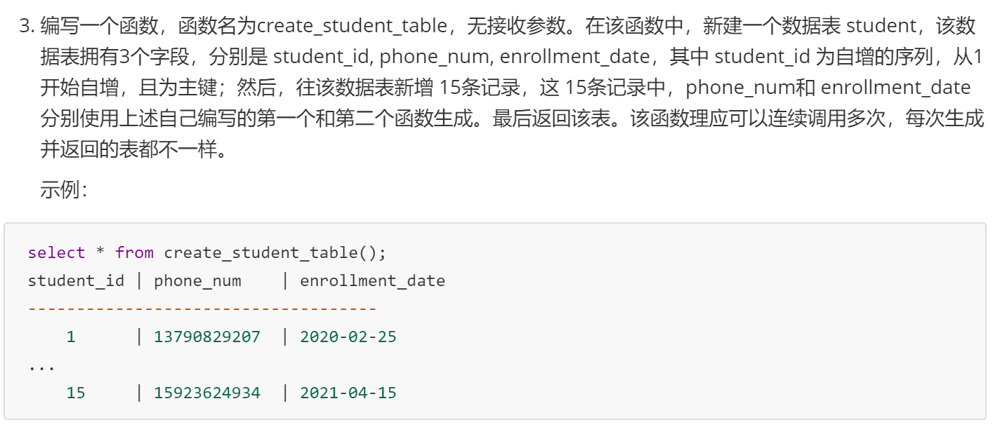 3. 编写一个函数，函数名为create_student_table，无接收参数。在该函数中，新建一个数据表 student，该数
据表拥有3个字段，分别是 student_id, phone_num, enrollment_date，其中 student_id 为自增的序列，从1
开始自增，且为主键；然后，往该数据表新增 15条记录，这 15条记录中，phone_num和 enrollment_date
分别使用上述自己编写的第一个和第二个函数生成。最后返回该表。该函数理应可以连续调用多次，每次生成
并返回的表都不一样。
示例：
select * from create_student_table();
student_id | phone_num    | enrollment_date
------------------------------------
    1      | 13790829207  | 2020-02-25
...
    15     | 15923624934  | 2021-04-15